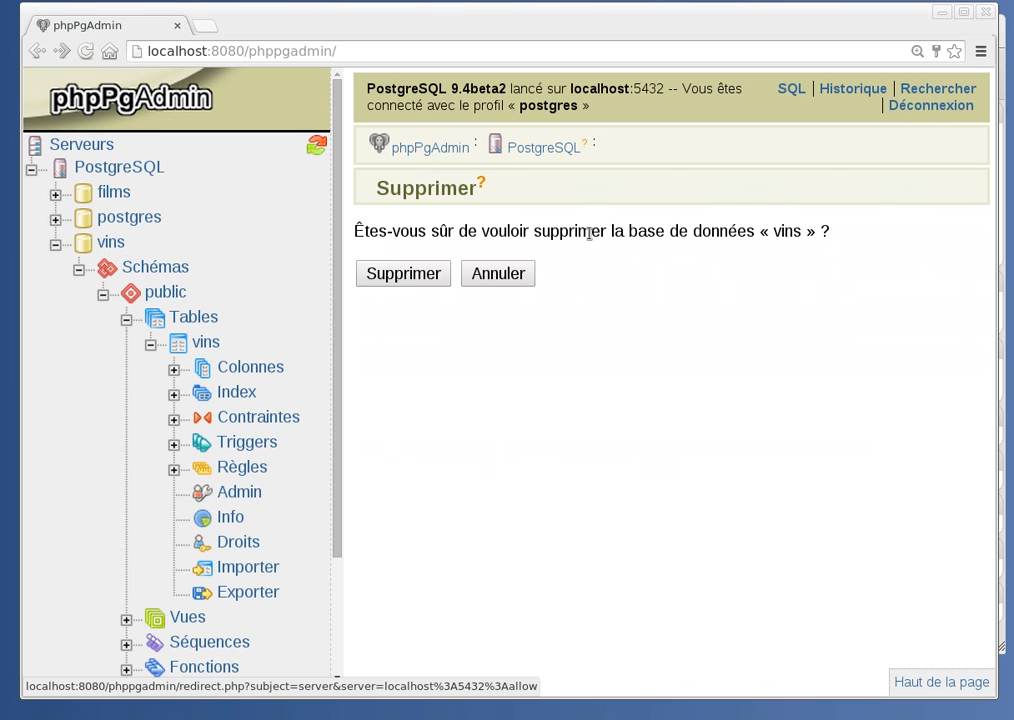 phpPgAdmin
localhost:8080/phppgadmin/
phpPgAdmin
Serveurs
PostgreSQL
films
postgres
vins
Schémas
public
Tables
vins
Colonnes
Index
Contraintes
Triggers
Règles
Admin
Info
Droits
Importer
Exporter
Vues
Séquences
Fonctions
PostgreSQL 9.4beta2 lancé sur localhost:5432 -- Vous êtes
connecté avec le profil « postgres »
SQL | Historique | Rechercher
| Déconnexion
phpPgAdmin : PostgreSQL? :
Supprimer?
Êtes-vous sûr de vouloir supprimer la base de données « vins » ?
Supprimer Annuler
localhost:8080/phppgadmin/redirect.php?subject=server&server=localhost%3A5432%3Aallow
Haut de la page